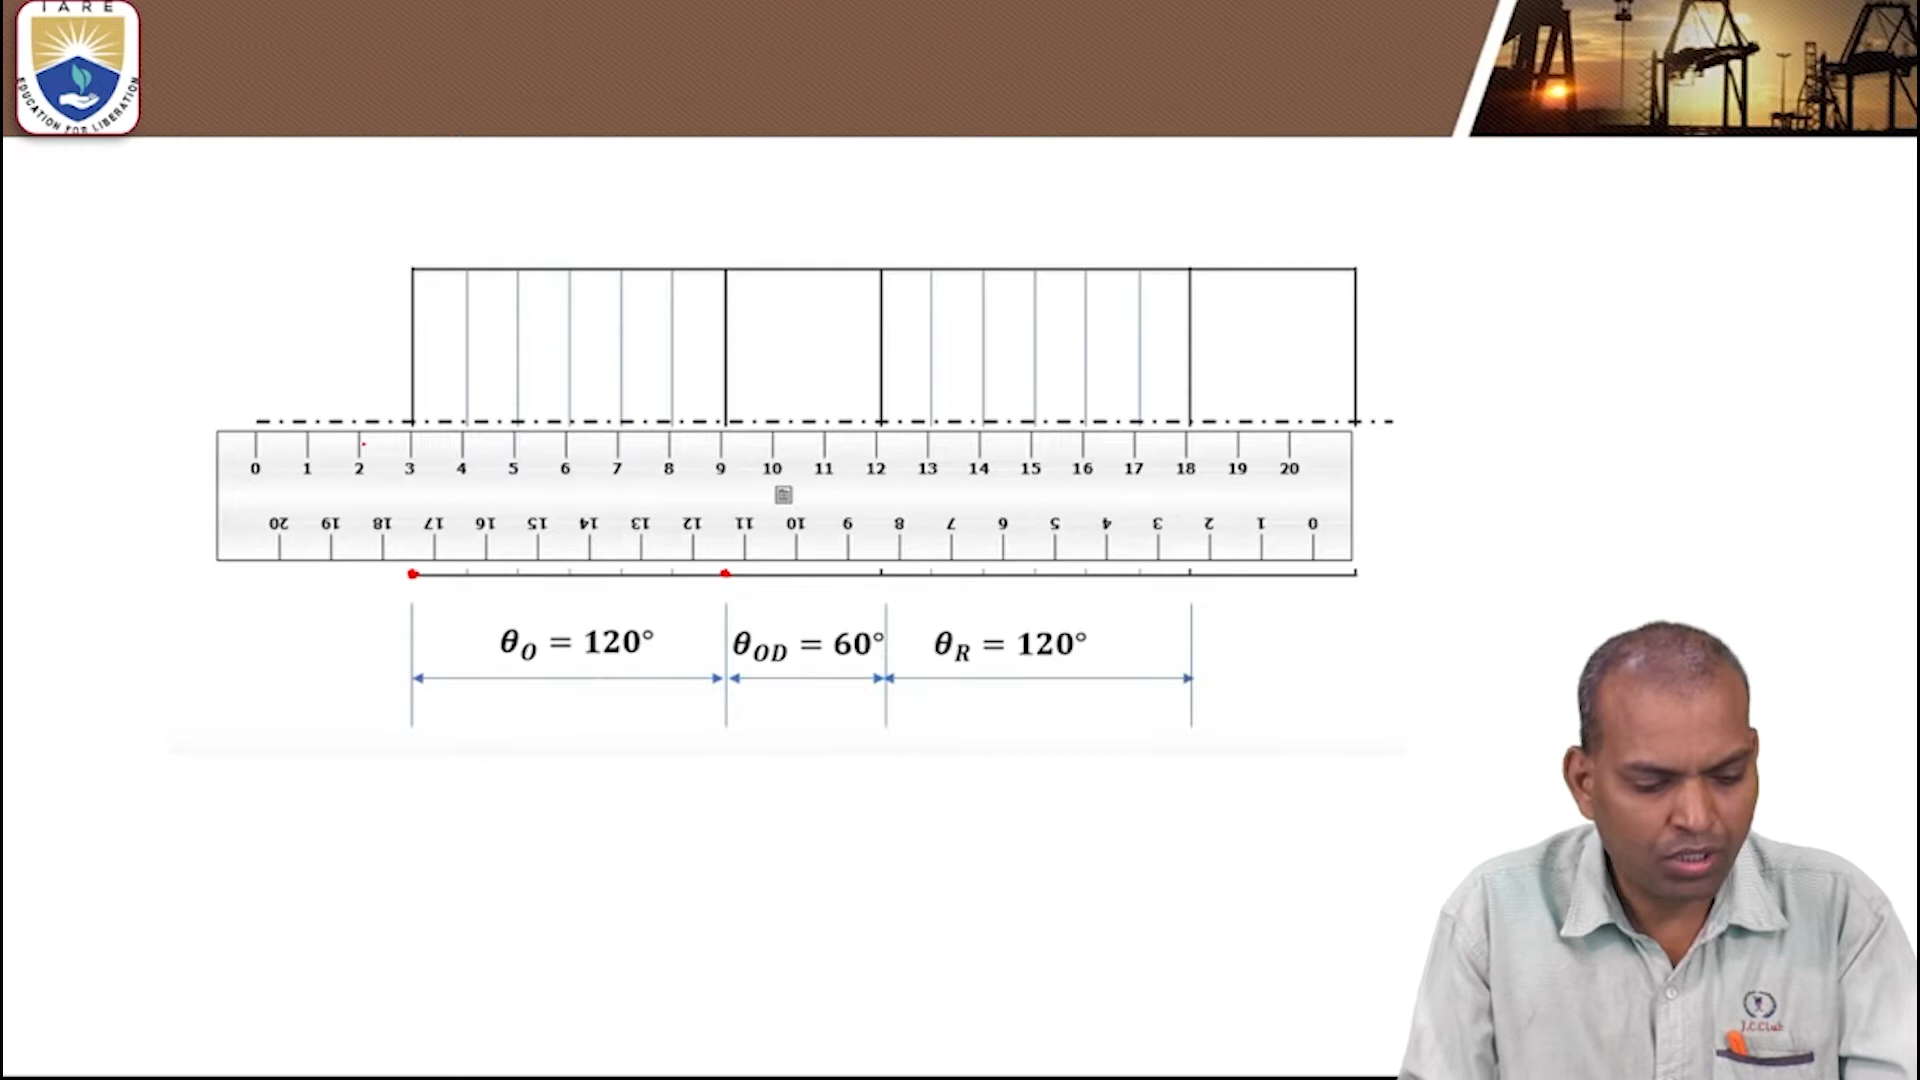 IARE
EDUCATION FOR LIBERATION
0 1 2 3 4 5 6 7 8 9 10 11 12 13 14 15 16 17 18 19 20
20 19 18 17 16 15 14 13 12 11 10 9 8 7 6 5 4 3 2 1 0
θ_O = 120° θ_OD = 60° θ_R = 120°
J.C.Club